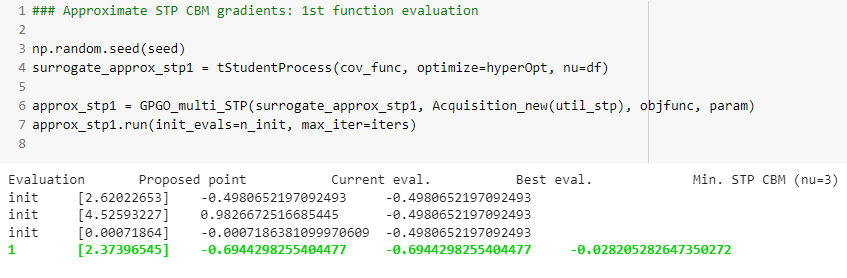 1 ### Approximate STP CBM gradients: 1st function evaluation
2
3 np.random.seed(seed)
4 surrogate_approx_stp1 = tStudentProcess(cov_func, optimize=hyperOpt, nu=df)
5
6 approx_stp1 = GPGO_multi_STP(surrogate_approx_stp1, Acquisition_new(util_stp), objfunc, param)
7 approx_stp1.run(init_evals=n_init, max_iter=iters)
8
Evaluation Proposed point Current eval. Best eval. Min. STP CBM (nu=3)
init [2.62022653] -0.4980652197092493 -0.4980652197092493
init [4.52593227] 0.9826672516685445 -0.4980652197092493
init [0.00071864] -0.0007186381099970609 -0.4980652197092493
1 [2.37396545] -0.6944298255404477 -0.6944298255404477 -0.028205282647350272